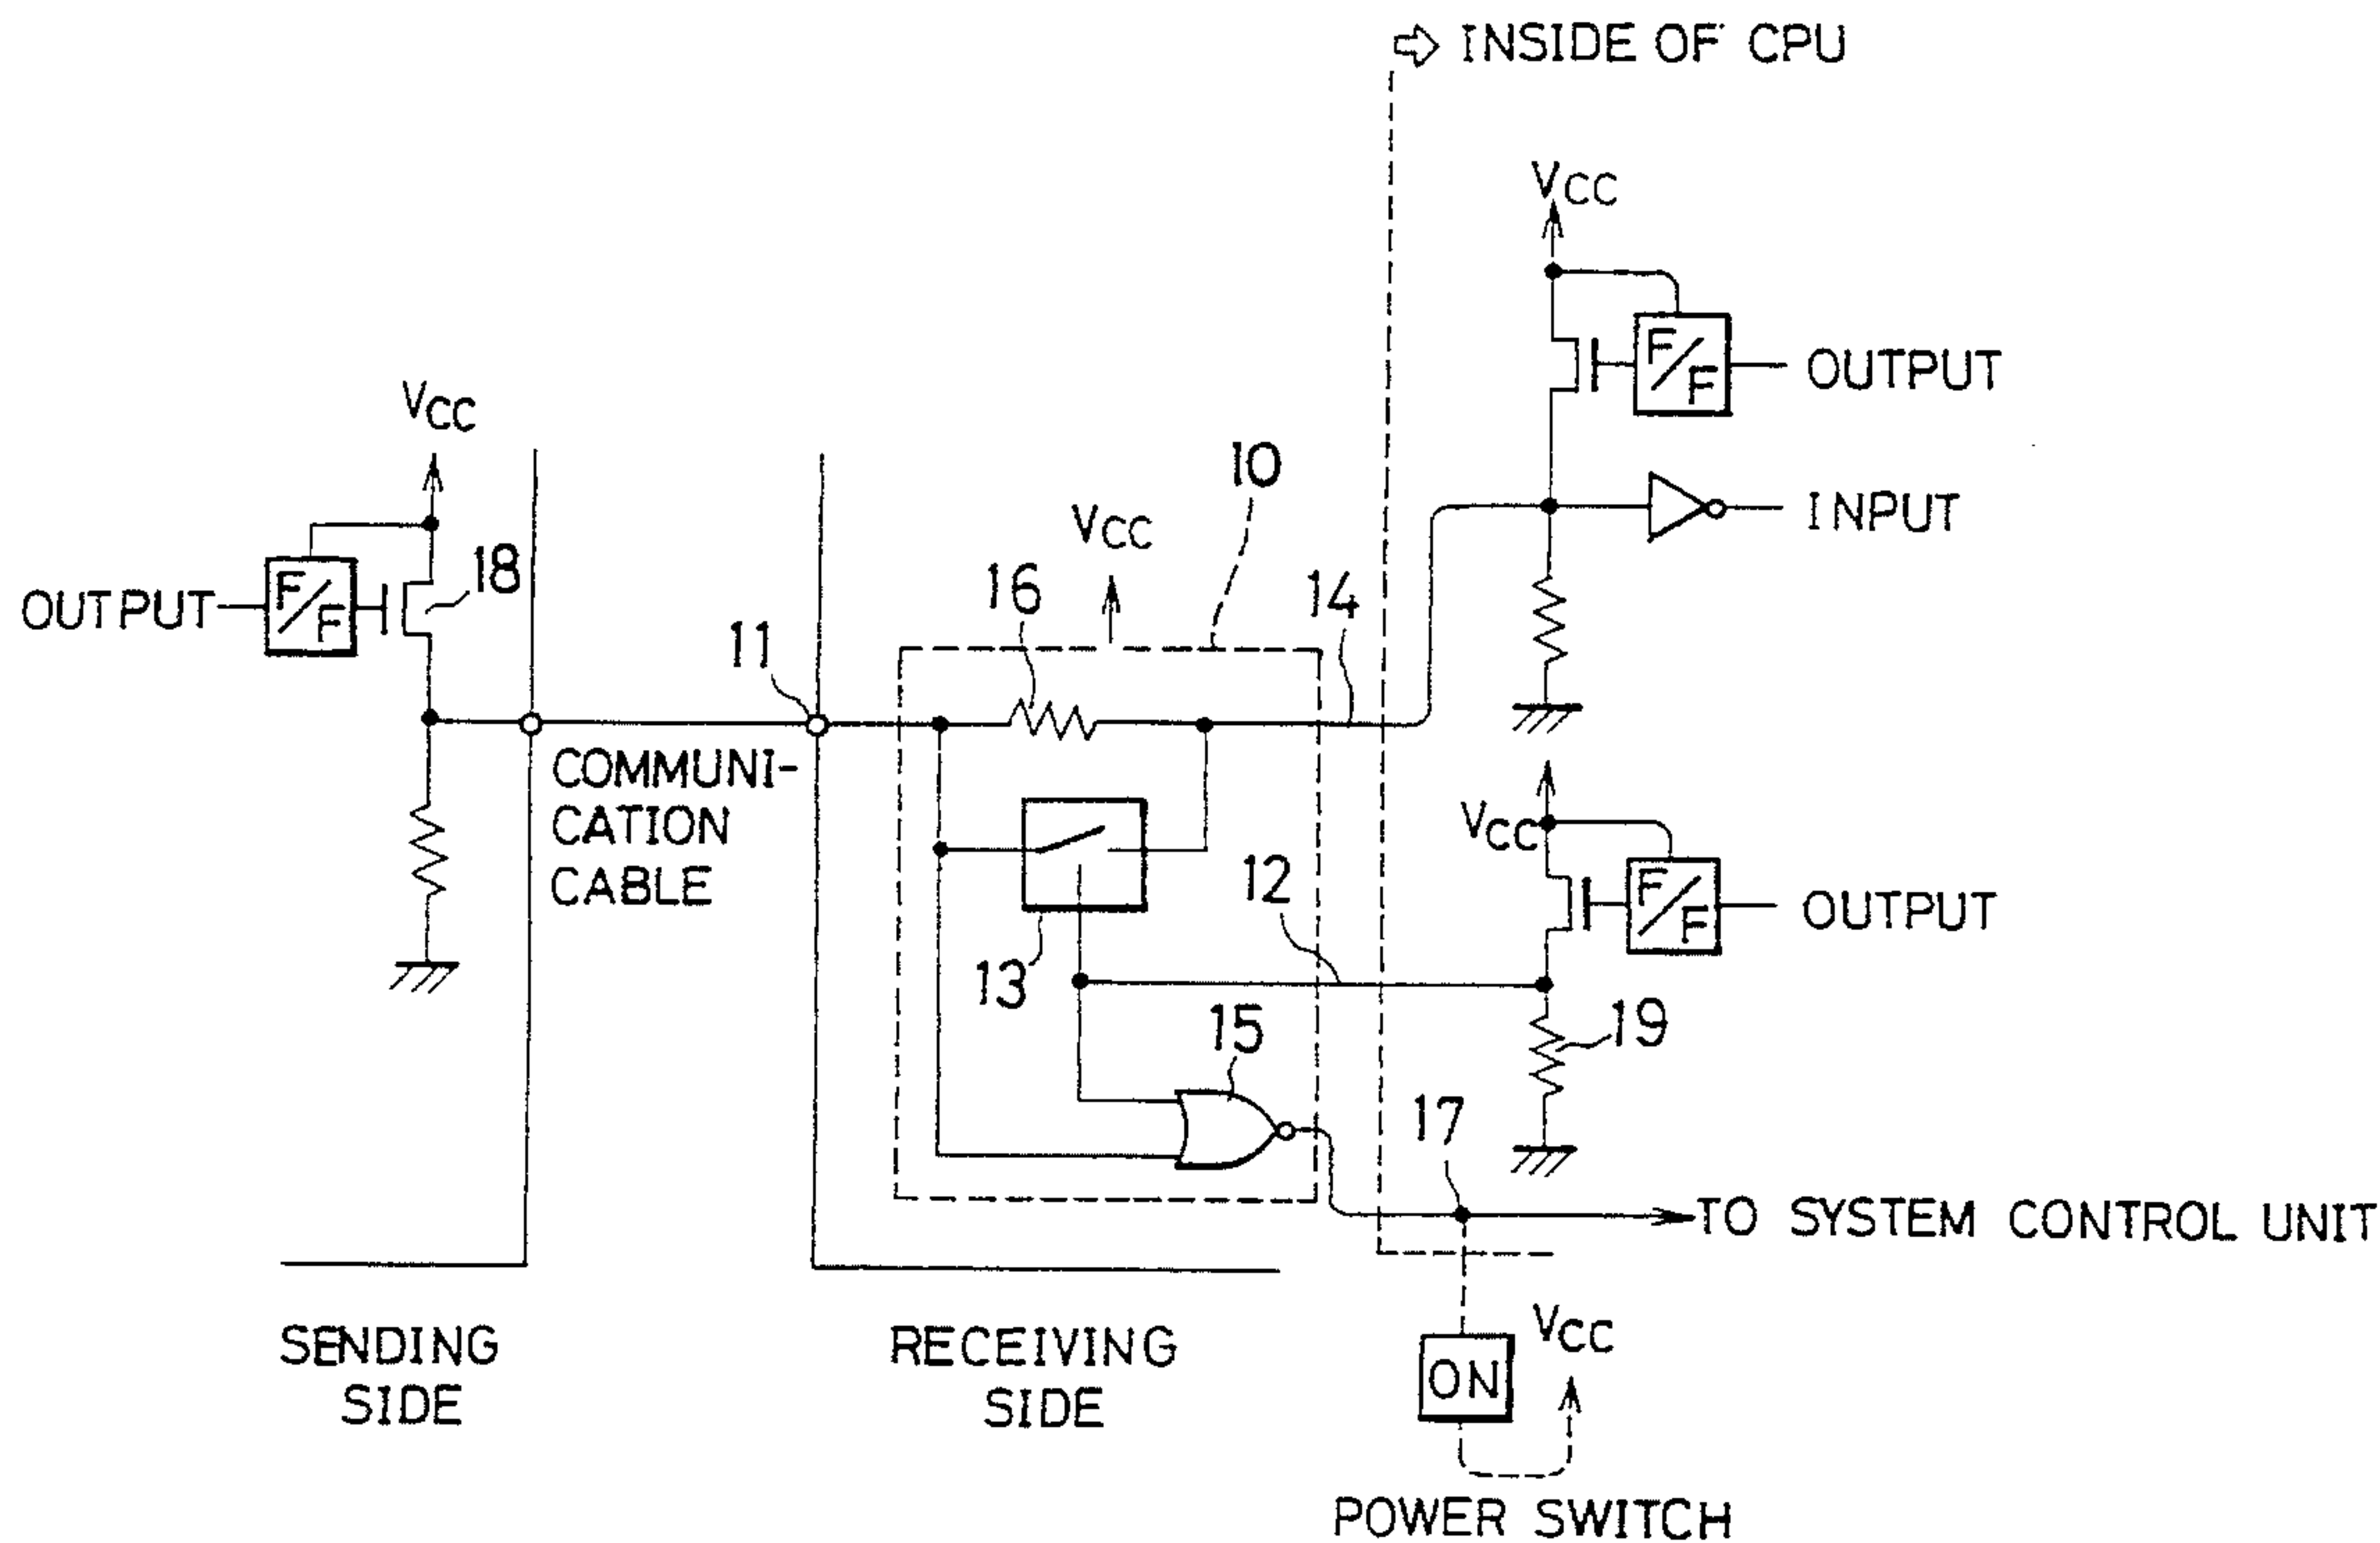 INSIDE OF CPU
VCC
F/F
OUTPUT
VCC
10
INPUT
VCC
OUTPUT
F/F
18
16
14
11
COMMUNI-
CATION
CABLE
VCC
12
F/F
OUTPUT
13
15
19
17
TO SYSTEM CONTROL UNIT
SENDING
SIDE
RECEIVING
SIDE
VCC
ON
POWER SWITCH